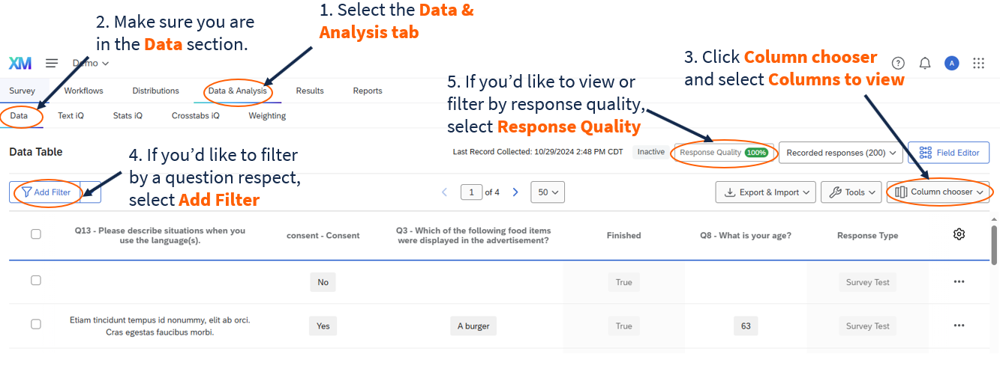 1. Select the Data &
Analysis tab
2. Make sure you are
in the Data section.
3. Click Column chooser
and select Columns to view
5. If you’d like to view or
filter by response quality,
select Response Quality
4. If you’d like to filter
by a question respect,
select Add Filter
XM
Demo
?
A
Survey
Workflows
Distributions
Data & Analysis
Results
Reports
Data
Text iQ
Stats iQ
Crosstabs iQ
Weighting
Data Table
Last Record Collected: 10/29/2024 2:48 PM CDT
Inactive
Response Quality 100%
Recorded responses (200)
Field Editor
Add Filter
1 of 4
50
Export & Import
Tools
Column chooser
Q13 - Please describe situations when you
use the language(s).
consent - Consent
Q3 - Which of the following food items
were displayed in the advertisement?
Finished
Q8 - What is your age?
Response Type
No
True
Survey Test
Etiam tincidunt tempus id nonummy, elit ab orci.
Cras egestas faucibus morbi.
Yes
A burger
True
63
Survey Test